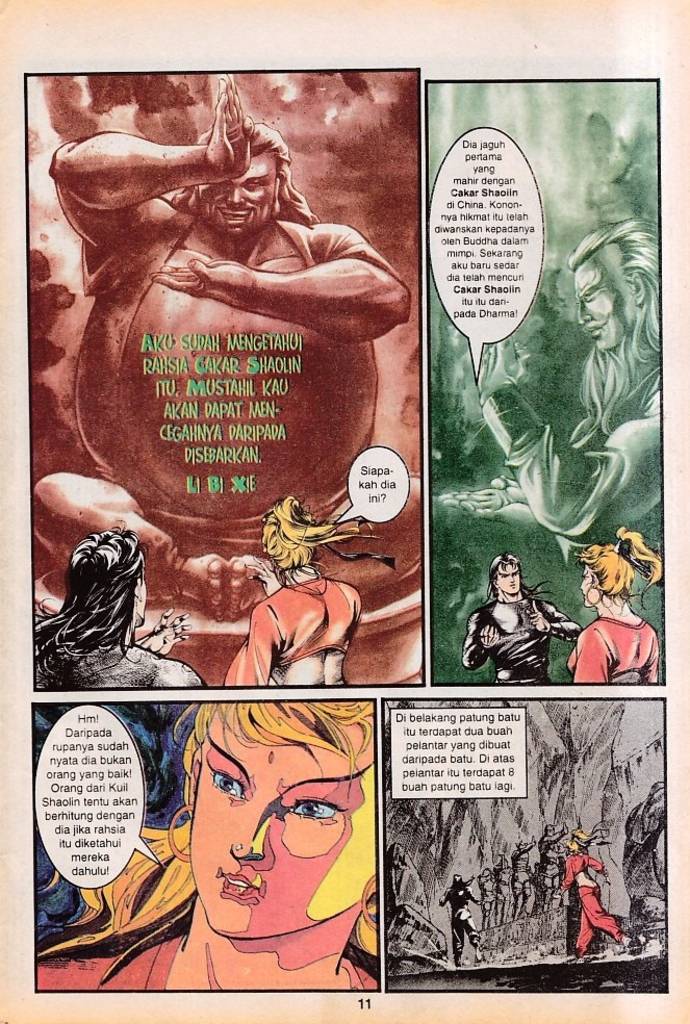 AKU SUDAH MENGETAHUI
RAHSIA CAKAR SHAOLIN
ITU. MUSTAHIL KAU
AKAN DAPAT MEN-
CEGAHNYA DARIPADA
DISEBARKAN.
LI BI XIE
Siapa-
kah dia
ini?
Dia jaguh
pertama
yang
mahir dengan
Cakar Shaolin
di China. Konon-
nya hikmat itu telah
diwariskan kepadanya
oleh Buddha dalam
mimpi. Sekarang
aku baru sedar
dia telah mencuri
Cakar Shaolin
itu itu dari-
pada Dharma!
Hm!
Daripada
rupanya sudah
nyata dia bukan
orang yang baik!
Orang dari Kuil
Shaolin tentu akan
berhitung dengan
dia jika rahsia
itu diketahui
mereka
dahulu!
Di belakang patung batu
itu terdapat dua buah
pelantar yang dibuat
daripada batu. Di atas
pelantar itu terdapat 8
buah patung batu lagi.
11